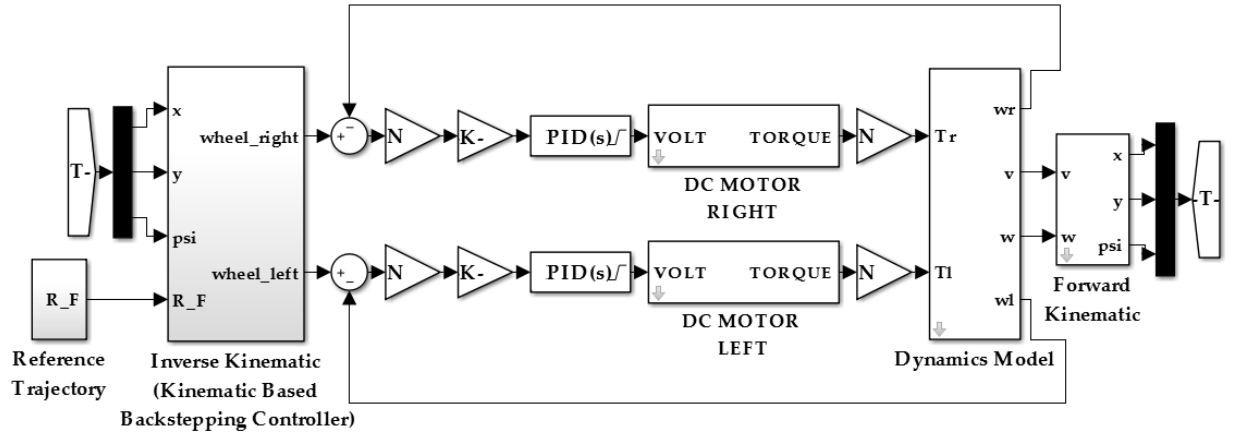 T-
x
y
psi
R_F
wheel_right
wheel_left
R_F
Reference
Trajectory
Inverse Kinematic
(Kinematic Based
Backstepping Controller)
+
−
N
K-
PID(s)
VOLT
TORQUE
DC MOTOR
RIGHT
N
+
−
N
K-
PID(s)
VOLT
TORQUE
DC MOTOR
LEFT
N
Tr
Tl
wr
v
w
wl
Dynamics Model
v
w
x
y
psi
Forward
Kinematic
-T-